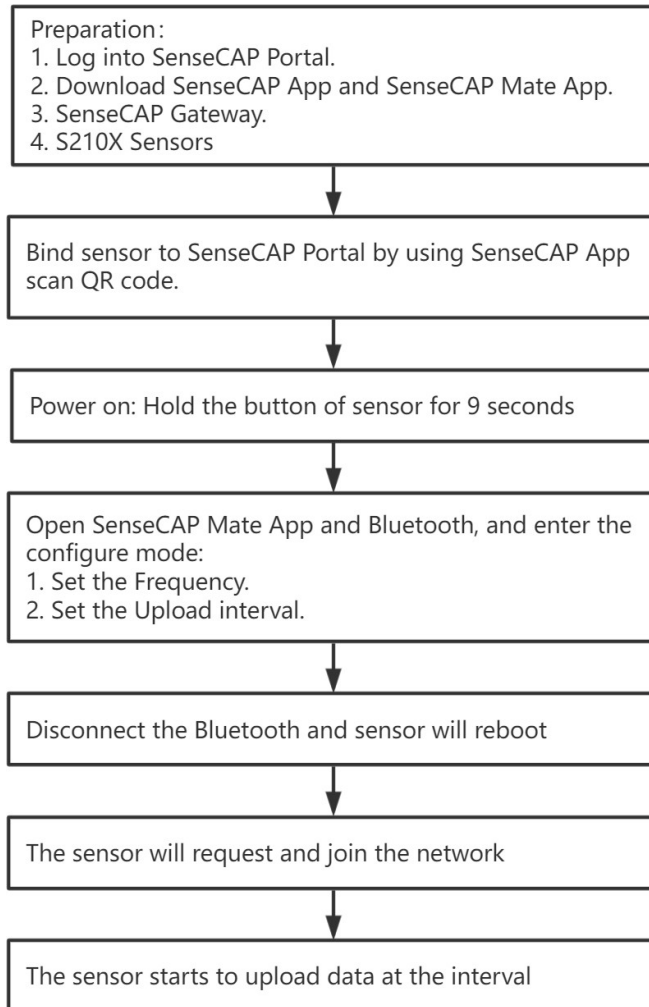 Preparation：
1. Log into SenseCAP Portal.
2. Download SenseCAP App and SenseCAP Mate App.
3. SenseCAP Gateway.
4. S210X Sensors
Bind sensor to SenseCAP Portal by using SenseCAP App
scan QR code.
Power on: Hold the button of sensor for 9 seconds
Open SenseCAP Mate App and Bluetooth, and enter the
configure mode:
1. Set the Frequency.
2. Set the Upload interval.
Disconnect the Bluetooth and sensor will reboot
The sensor will request and join the network
The sensor starts to upload data at the interval